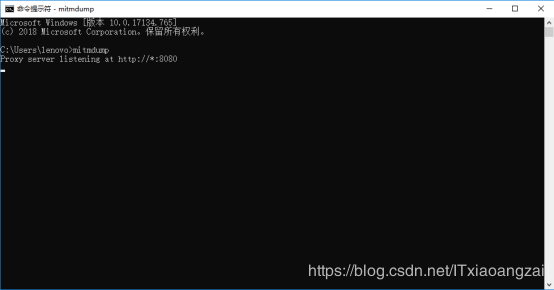 命令提示符 - mitmdump
Microsoft Windows [版本 10.0.17134.765]
(c) 2018 Microsoft Corporation。保留所有权利。
C:\Users\lenovo>mitmdump
Proxy server listening at http://*:8080
https://blog.csdn.net/ITxiaoangzai